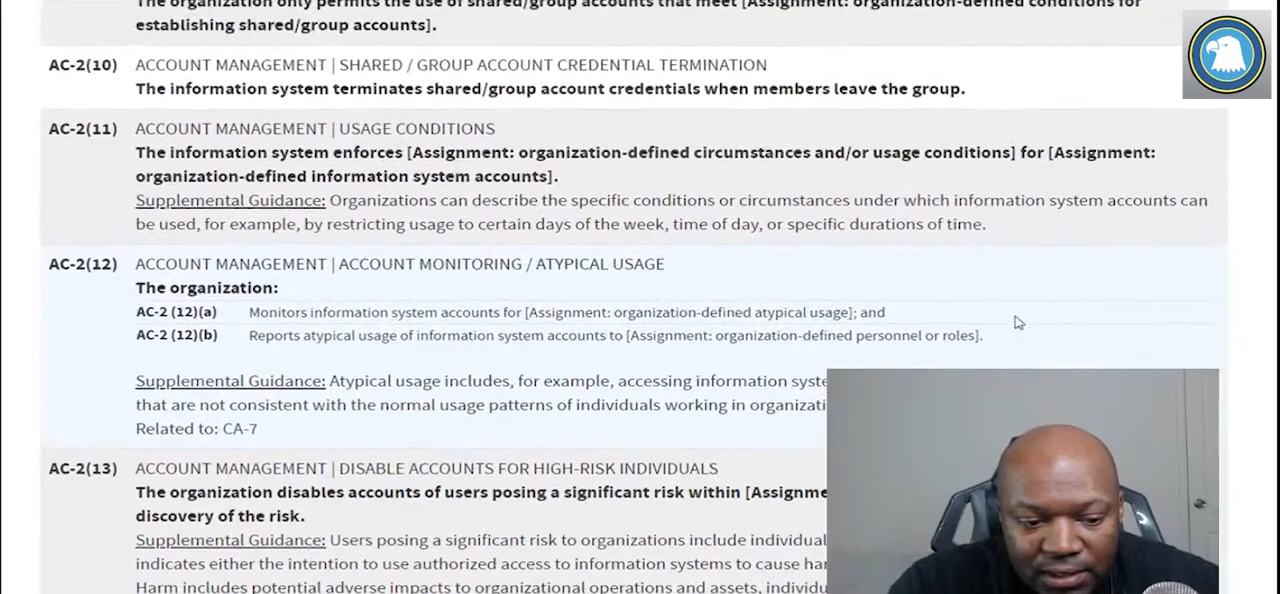 The organization only permits the use of shared/group accounts that meet [Assignment: organization-defined conditions for
establishing shared/group accounts].
AC-2(10) ACCOUNT MANAGEMENT | SHARED / GROUP ACCOUNT CREDENTIAL TERMINATION
The information system terminates shared/group account credentials when members leave the group.
AC-2(11) ACCOUNT MANAGEMENT | USAGE CONDITIONS
The information system enforces [Assignment: organization-defined circumstances and/or usage conditions] for [Assignment:
organization-defined information system accounts].
Supplemental Guidance: Organizations can describe the specific conditions or circumstances under which information system accounts can
be used, for example, by restricting usage to certain days of the week, time of day, or specific durations of time.
AC-2(12) ACCOUNT MANAGEMENT | ACCOUNT MONITORING / ATYPICAL USAGE
The organization:
AC-2 (12)(a) Monitors information system accounts for [Assignment: organization-defined atypical usage]; and
AC-2 (12)(b) Reports atypical usage of information system accounts to [Assignment: organization-defined personnel or roles].
Supplemental Guidance: Atypical usage includes, for example, accessing information syste
that are not consistent with the normal usage patterns of individuals working in organizati
Related to: CA-7
AC-2(13) ACCOUNT MANAGEMENT | DISABLE ACCOUNTS FOR HIGH-RISK INDIVIDUALS
The organization disables accounts of users posing a significant risk within [Assignme
discovery of the risk.
Supplemental Guidance: Users posing a significant risk to organizations include individual
indicates either the intention to use authorized access to information systems to cause har
Harm includes potential adverse impacts to organizational operations and assets, individu